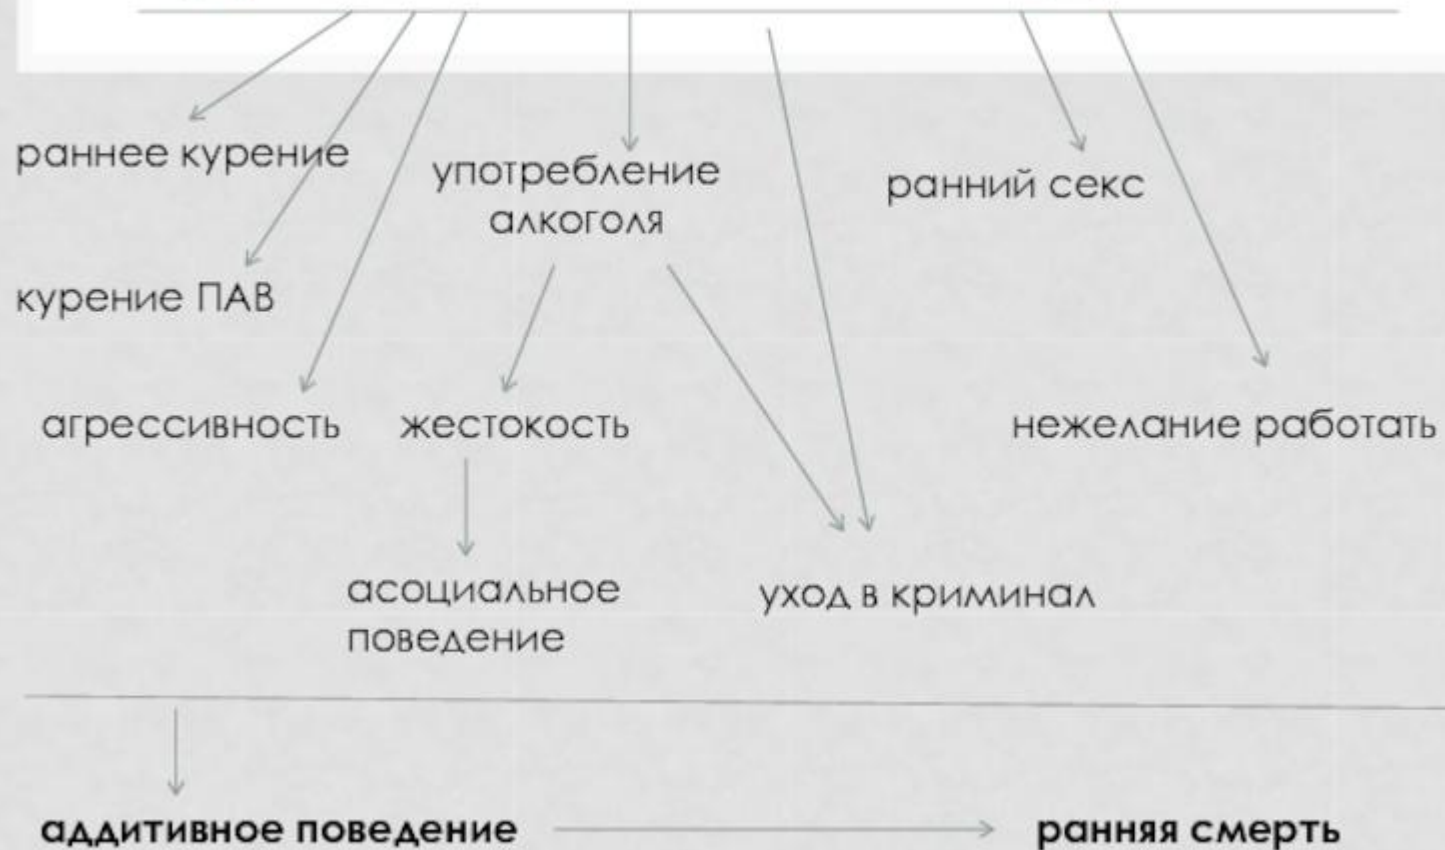 раннее курение
употребление
алкоголя
ранний секс
курение ПАВ
агрессивность
жестокость
нежелание работать
асоциальное
поведение
уход в криминал
аддитивное поведение
ранняя смерть